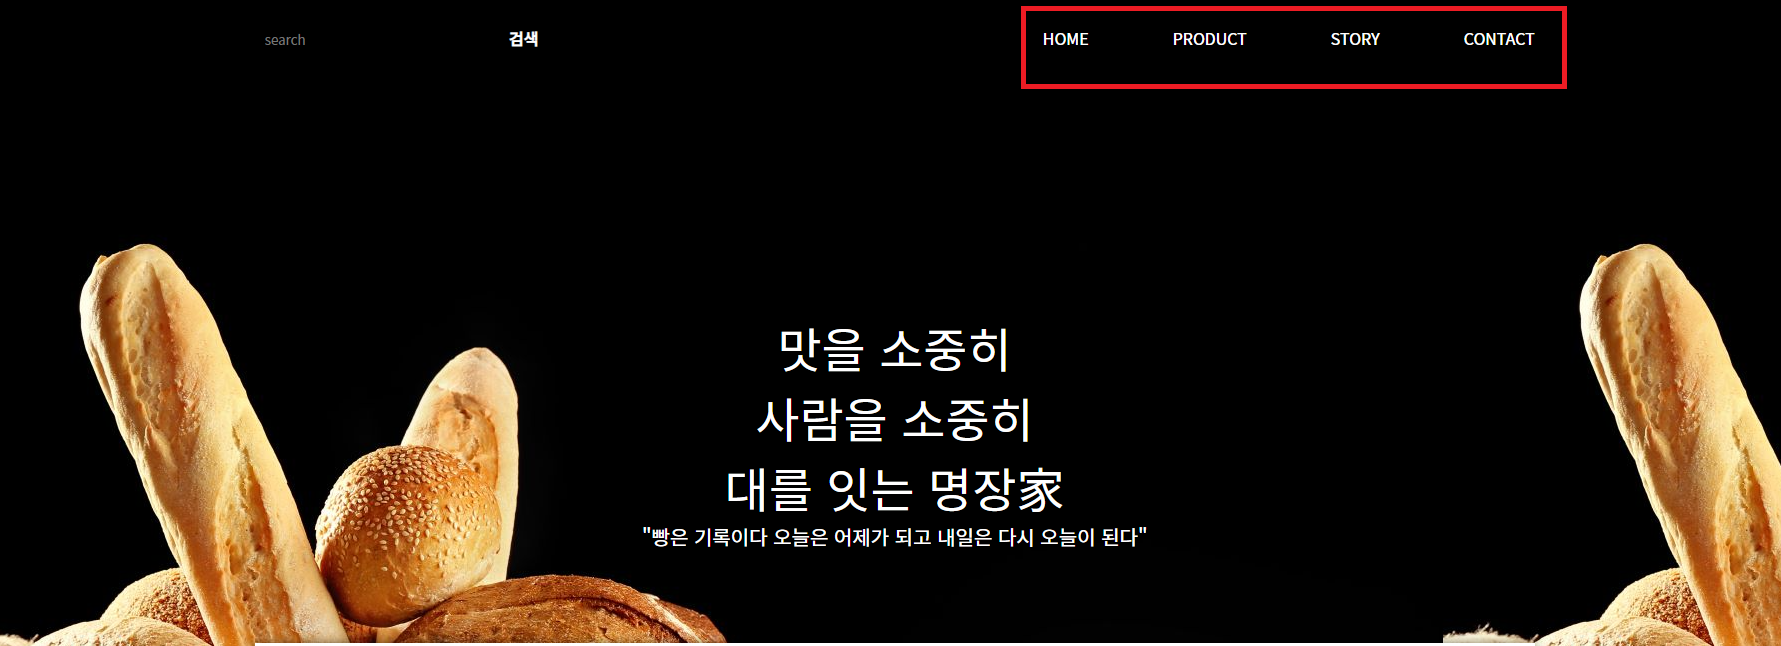 search 검색 HOME PRODUCT STORY CONTACT
맛을 소중히
사람을 소중히
대를 잇는 명장家
"빵은 기록이다 오늘은 어제가 되고 내일은 다시 오늘이 된다"